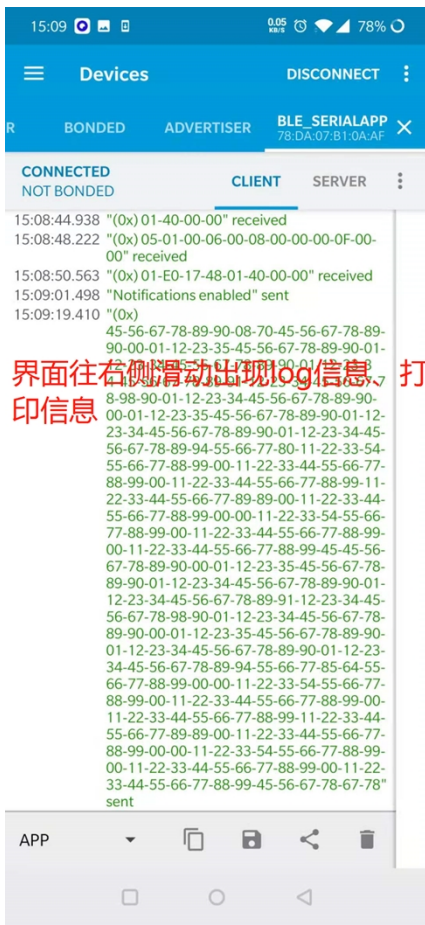 15:09 0.05 KB/S 78%
Devices DISCONNECT
R BONDED ADVERTISER BLE_SERIALAPP
78:DA:07:B1:0A:AF
CONNECTED
NOT BONDED CLIENT SERVER
15:08:44.938 "(0x) 01-40-00-00" received
15:08:48.222 "(0x) 05-01-00-06-00-08-00-00-00-0F-00-
00" received
15:08:50.563 "(0x) 01-E0-17-48-01-40-00-00" received
15:09:01.498 "Notifications enabled" sent
15:09:19.410 "(0x)
45-56-67-78-89-90-08-70-45-56-67-78-89-
90-00-01-12-23-35-45-56-67-78-89-90-01-
界面往右侧滑动出现log信息、打
印信息
8-98-90-01-12-23-34-45-56-67-78-89-90-
00-01-12-23-35-45-56-67-78-89-90-01-12-
23-34-45-56-67-78-89-90-01-12-23-34-45-
56-67-78-89-94-55-66-77-80-11-22-33-54-
55-66-77-88-99-00-11-22-33-44-55-66-77-
88-99-00-11-22-33-44-55-66-77-88-99-11-
22-33-44-55-66-77-89-89-00-11-22-33-44-
55-66-77-88-99-00-00-11-22-33-54-55-66-
77-88-99-00-11-22-33-44-55-66-77-88-99-
00-11-22-33-44-55-66-77-88-99-45-45-56-
67-78-89-90-00-01-12-23-35-45-56-67-78-
89-90-01-12-23-34-45-56-67-78-89-90-01-
12-23-34-45-56-67-78-89-91-12-23-34-45-
56-67-78-98-90-01-12-23-34-45-56-67-78-
89-90-00-01-12-23-35-45-56-67-78-89-90-
01-12-23-34-45-56-67-78-89-90-01-12-23-
34-45-56-67-78-89-94-55-66-77-85-64-55-
66-77-88-99-00-00-11-22-33-54-55-66-77-
88-99-00-11-22-33-44-55-66-77-88-99-00-
11-22-33-44-55-66-77-88-99-11-22-33-44-
55-66-77-89-89-00-11-22-33-44-55-66-77-
88-99-00-00-11-22-33-54-55-66-77-88-99-
00-11-22-33-44-55-66-77-88-99-00-11-22-
33-44-55-66-77-88-99-45-56-67-78-67-78"
sent
APP